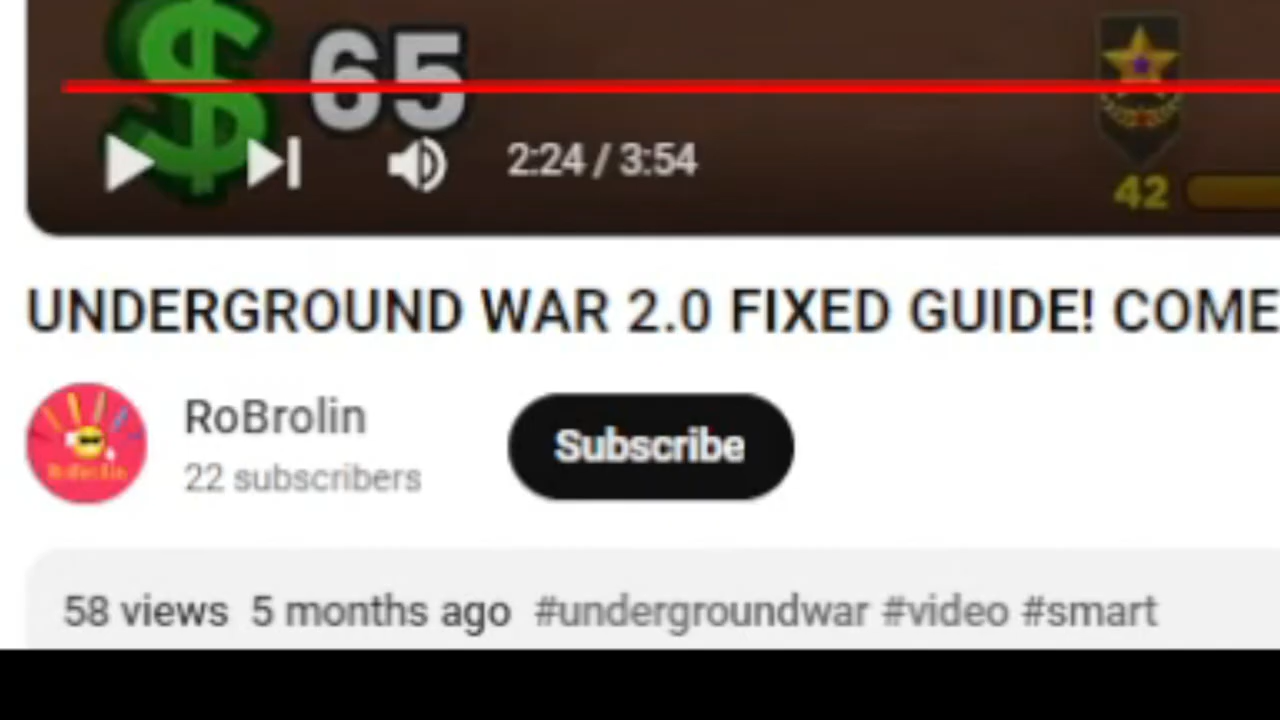 $ 65
2:24 / 3:54
42
UNDERGROUND WAR 2.0 FIXED GUIDE! COME
RoBrolin
22 subscribers
Subscribe
58 views 5 months ago #undergroundwar #video #smart